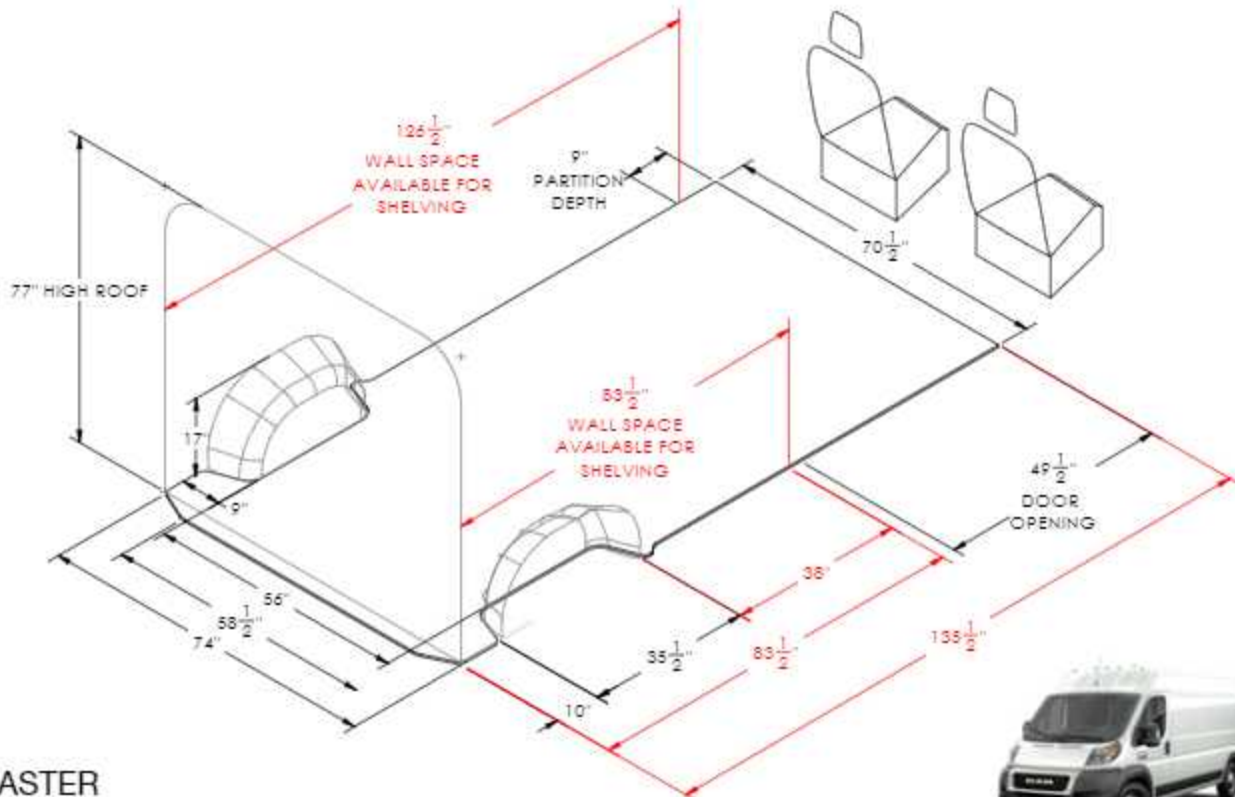 126 1/2"
WALL SPACE
AVAILABLE FOR
SHELVING
9"
PARTITION
DEPTH
70 1/2"
77" HIGH ROOF
83 1/2"
WALL SPACE
AVAILABLE FOR
SHELVING
17"
9"
49 1/2"
DOOR
OPENING
38"
56"
58 1/2"
74"
35 1/2"
83 1/2"
135 1/2"
10"
ASTER
RAM